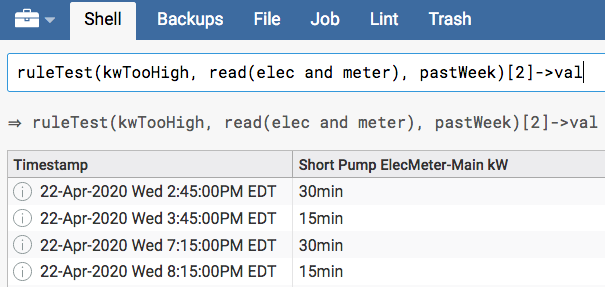 Shell Backups File Job Lint Trash
ruleTest(kwTooHigh, read(elec and meter), pastWeek)[2]->val
⇒ ruleTest(kwTooHigh, read(elec and meter), pastWeek)[2]->val
Timestamp Short Pump ElecMeter-Main kW
22-Apr-2020 Wed 2:45:00PM EDT 30min
22-Apr-2020 Wed 3:45:00PM EDT 15min
22-Apr-2020 Wed 7:15:00PM EDT 30min
22-Apr-2020 Wed 8:15:00PM EDT 15min